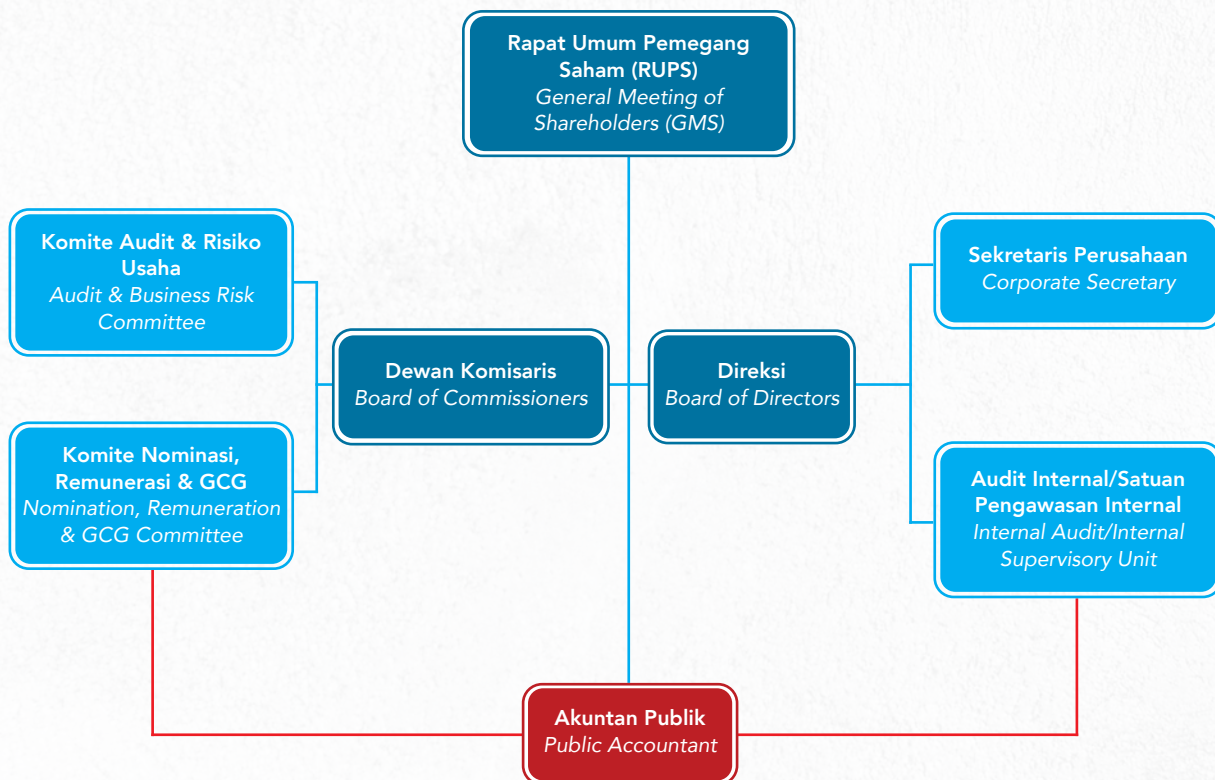 Rapat Umum Pemegang
Saham (RUPS)
General Meeting of
Shareholders (GMS)
Komite Audit & Risiko
Usaha
Audit & Business Risk
Committee
Sekretaris Perusahaan
Corporate Secretary
Dewan Komisaris
Board of Commissioners
Direksi
Board of Directors
Komite Nominasi,
Remunerasi & GCG
Nomination, Remuneration
& GCG Committee
Audit Internal/Satuan
Pengawasan Internal
Internal Audit/Internal
Supervisory Unit
Akuntan Publik
Public Accountant